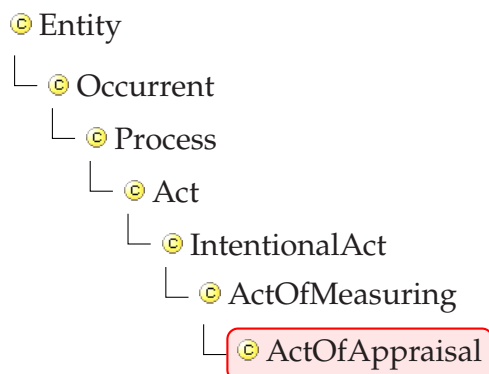 © Entity
© Occurrent
© Process
© Act
© IntentionalAct
© ActOfMeasuring
© ActOfAppraisal